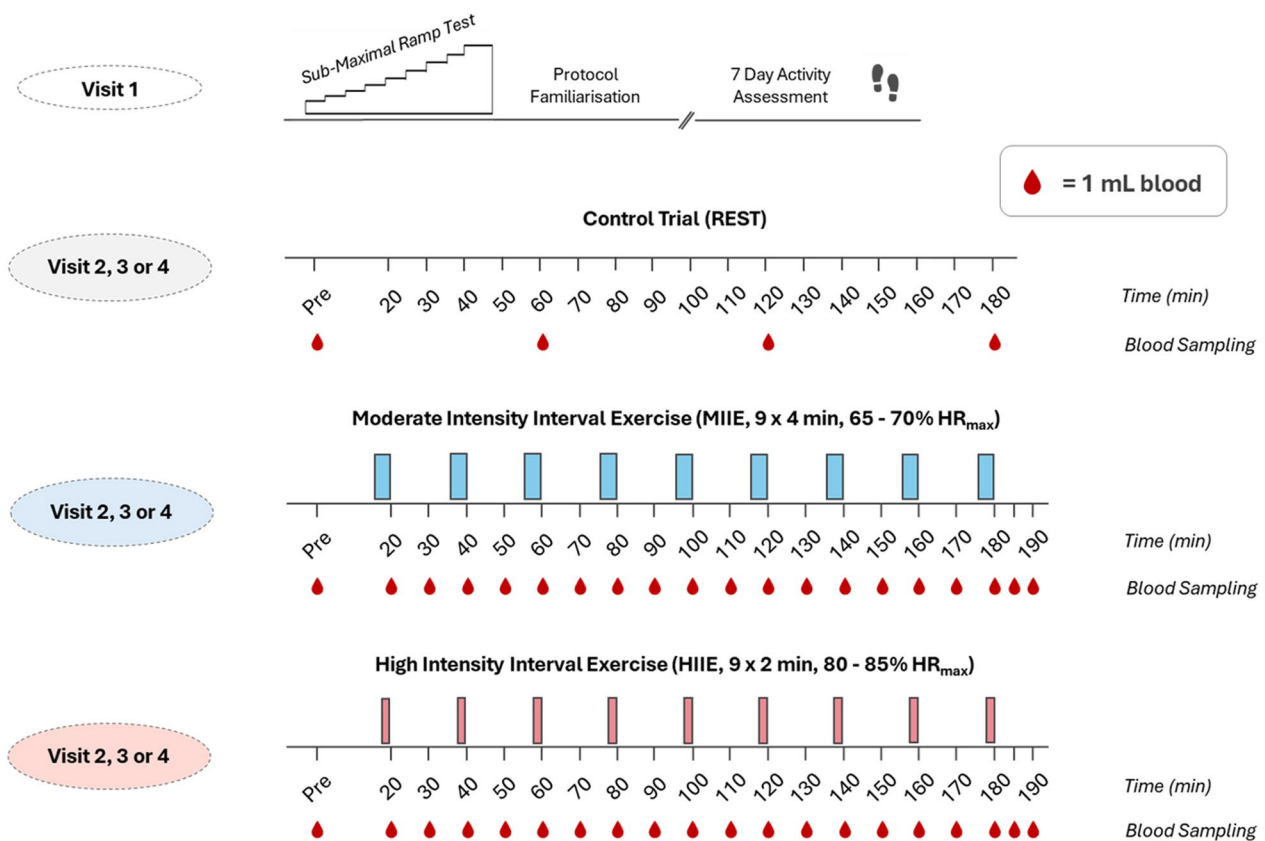 Sub-Maximal Ramp Test
Visit 1
Protocol
Familiarisation
7 Day Activity
Assessment
= 1 mL blood
Control Trial (REST)
Visit 2, 3 or 4
Pre 20 30 40 50 60 70 80 90 100 110 120 130 140 150 160 170 180
Time (min)
Blood Sampling
Moderate Intensity Interval Exercise (MIIE, 9 x 4 min, 65 - 70% HRmax)
Visit 2, 3 or 4
Pre 20 30 40 50 60 70 80 90 100 110 120 130 140 150 160 170 180 190
Time (min)
Blood Sampling
High Intensity Interval Exercise (HIIE, 9 x 2 min, 80 - 85% HRmax)
Visit 2, 3 or 4
Pre 20 30 40 50 60 70 80 90 100 110 120 130 140 150 160 170 180 190
Time (min)
Blood Sampling